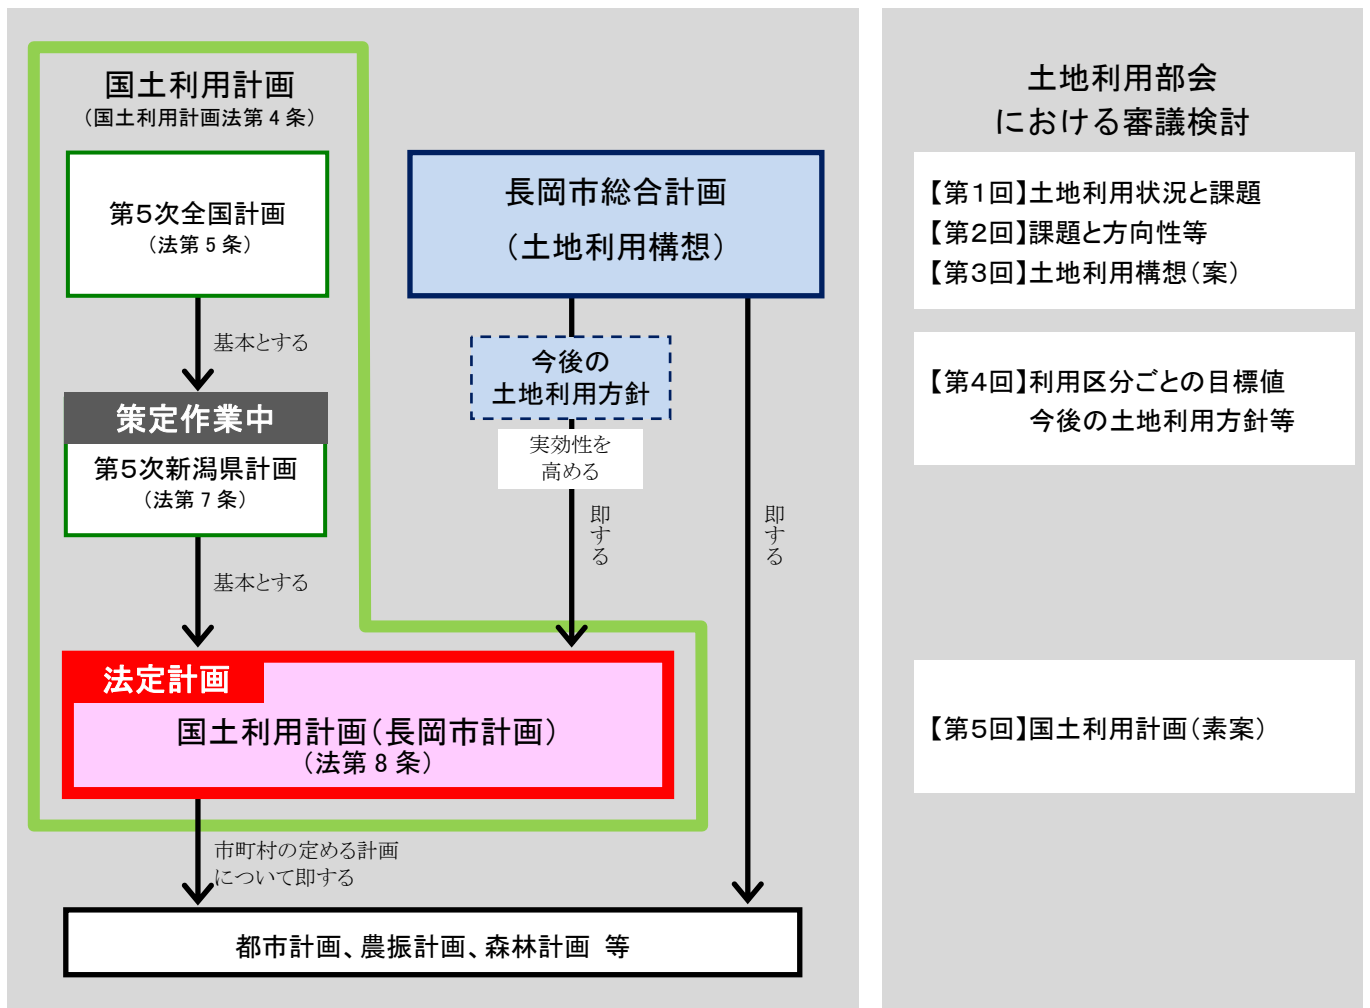 国土利用計画
（国土利用計画法第４条）
第５次全国計画
（法第５条）
基本とする
策定作業中
第５次新潟県計画
（法第７条）
基本とする
長岡市総合計画
（土地利用構想）
今後の
土地利用方針
実効性を
高める
即する
即する
法定計画
国土利用計画（長岡市計画）
（法第８条）
市町村の定める計画
について即する
都市計画、農振計画、森林計画 等
土地利用部会
における審議検討
【第１回】土地利用状況と課題
【第２回】課題と方向性等
【第３回】土地利用構想（案）
【第４回】利用区分ごとの目標値
今後の土地利用方針等
【第５回】国土利用計画（素案）